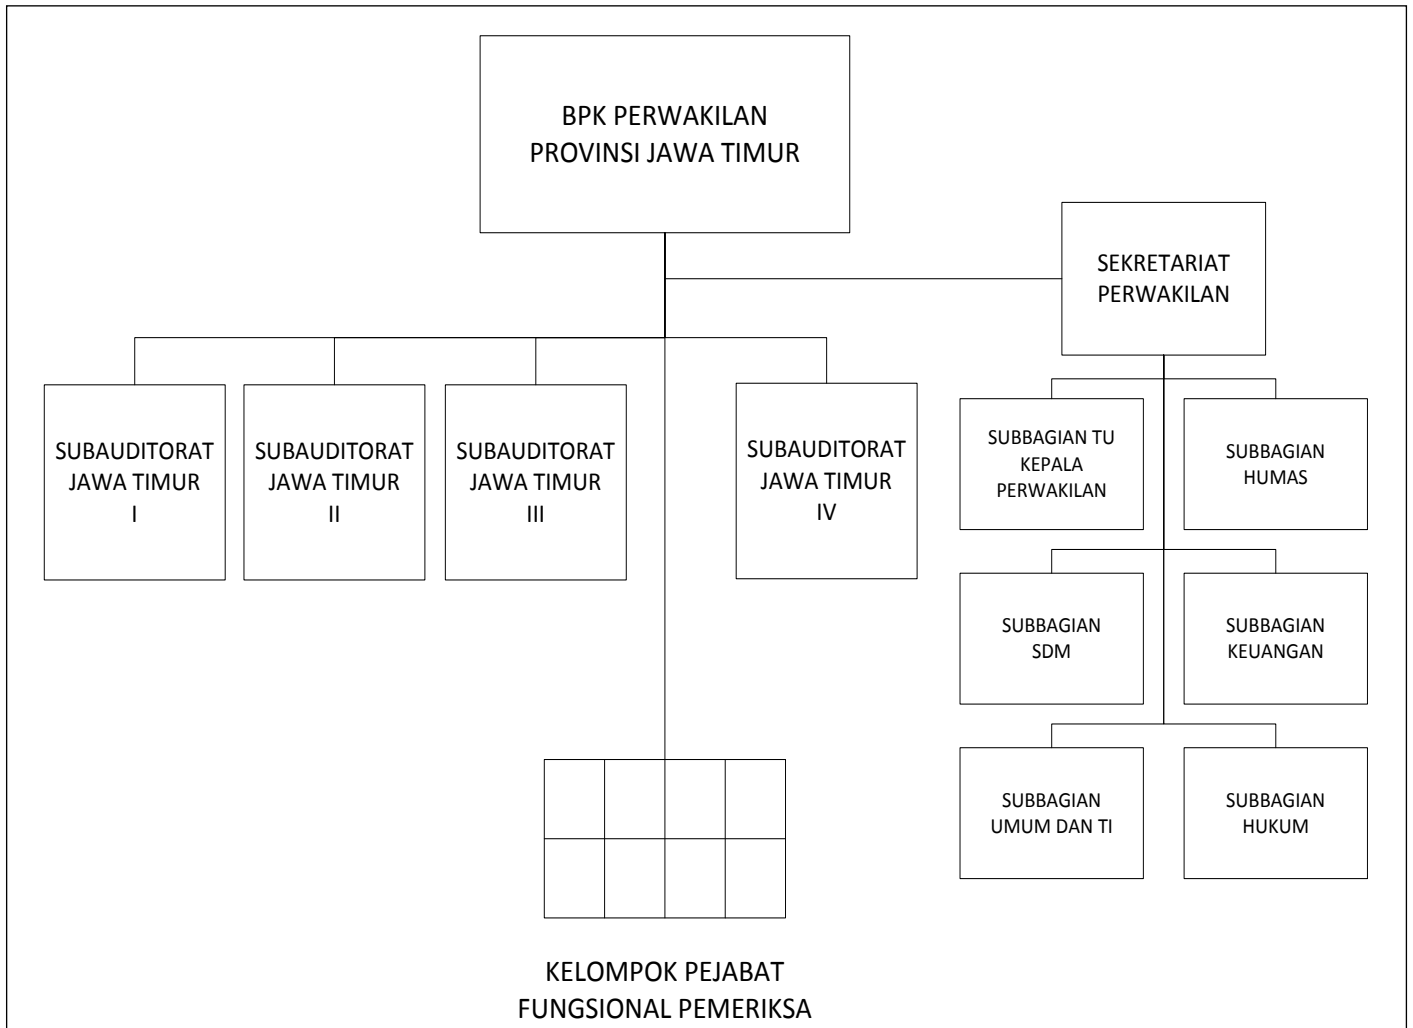 BPK PERWAKILAN
PROVINSI JAWA TIMUR
SEKRETARIAT
PERWAKILAN
SUBAUDITORAT
JAWA TIMUR
I
SUBAUDITORAT
JAWA TIMUR
II
SUBAUDITORAT
JAWA TIMUR
III
SUBAUDITORAT
JAWA TIMUR
IV
SUBBAGIAN TU
KEPALA
PERWAKILAN
SUBBAGIAN
HUMAS
SUBBAGIAN
SDM
SUBBAGIAN
KEUANGAN
SUBBAGIAN
UMUM DAN TI
SUBBAGIAN
HUKUM
KELOMPOK PEJABAT
FUNGSIONAL PEMERIKSA